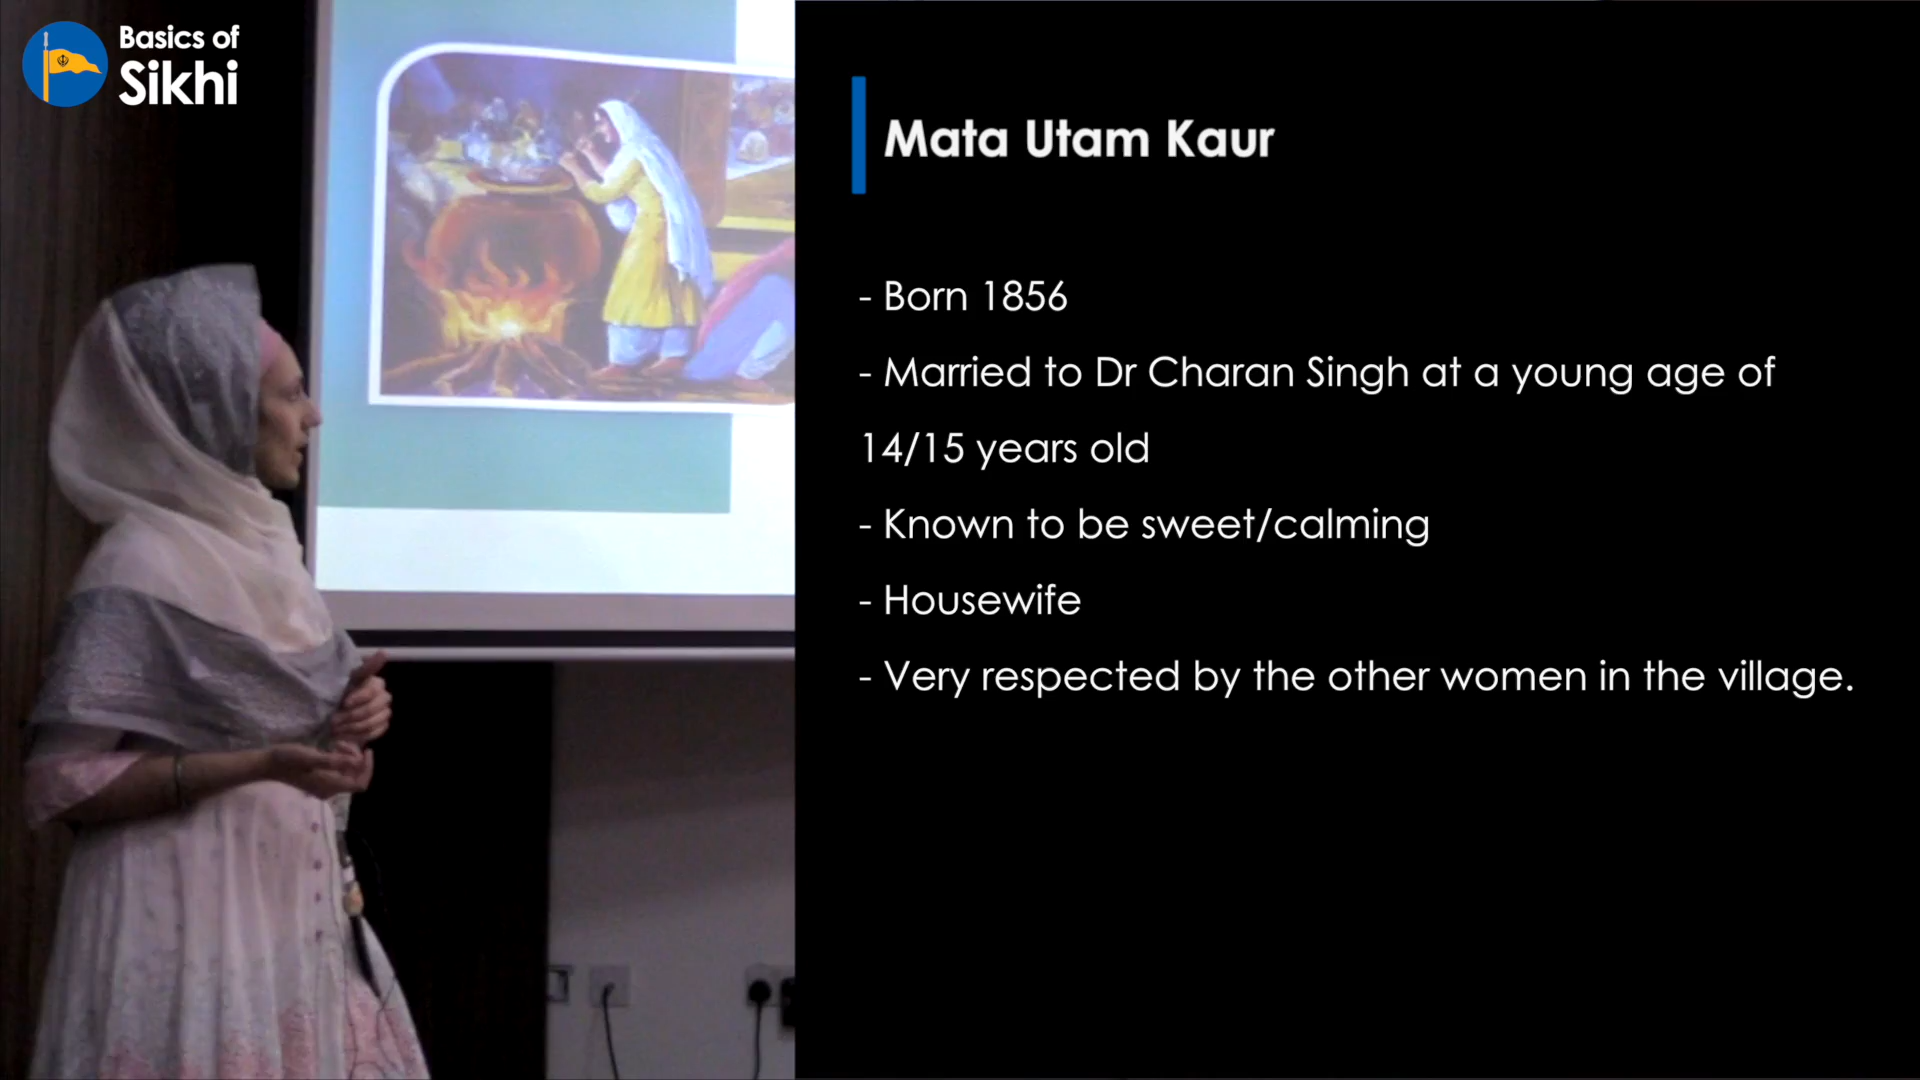 Basics of
Sikhi
Mata Utam Kaur
- Born 1856
- Married to Dr Charan Singh at a young age of
14/15 years old
- Known to be sweet/calming
- Housewife
- Very respected by the other women in the village.